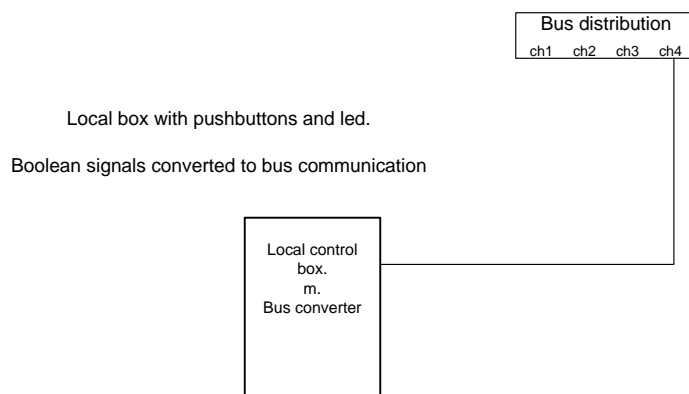 Bus distribution
ch1 ch2 ch3 ch4
Local box with pushbuttons and led.
Boolean signals converted to bus communication
Local control
box.
m.
Bus converter